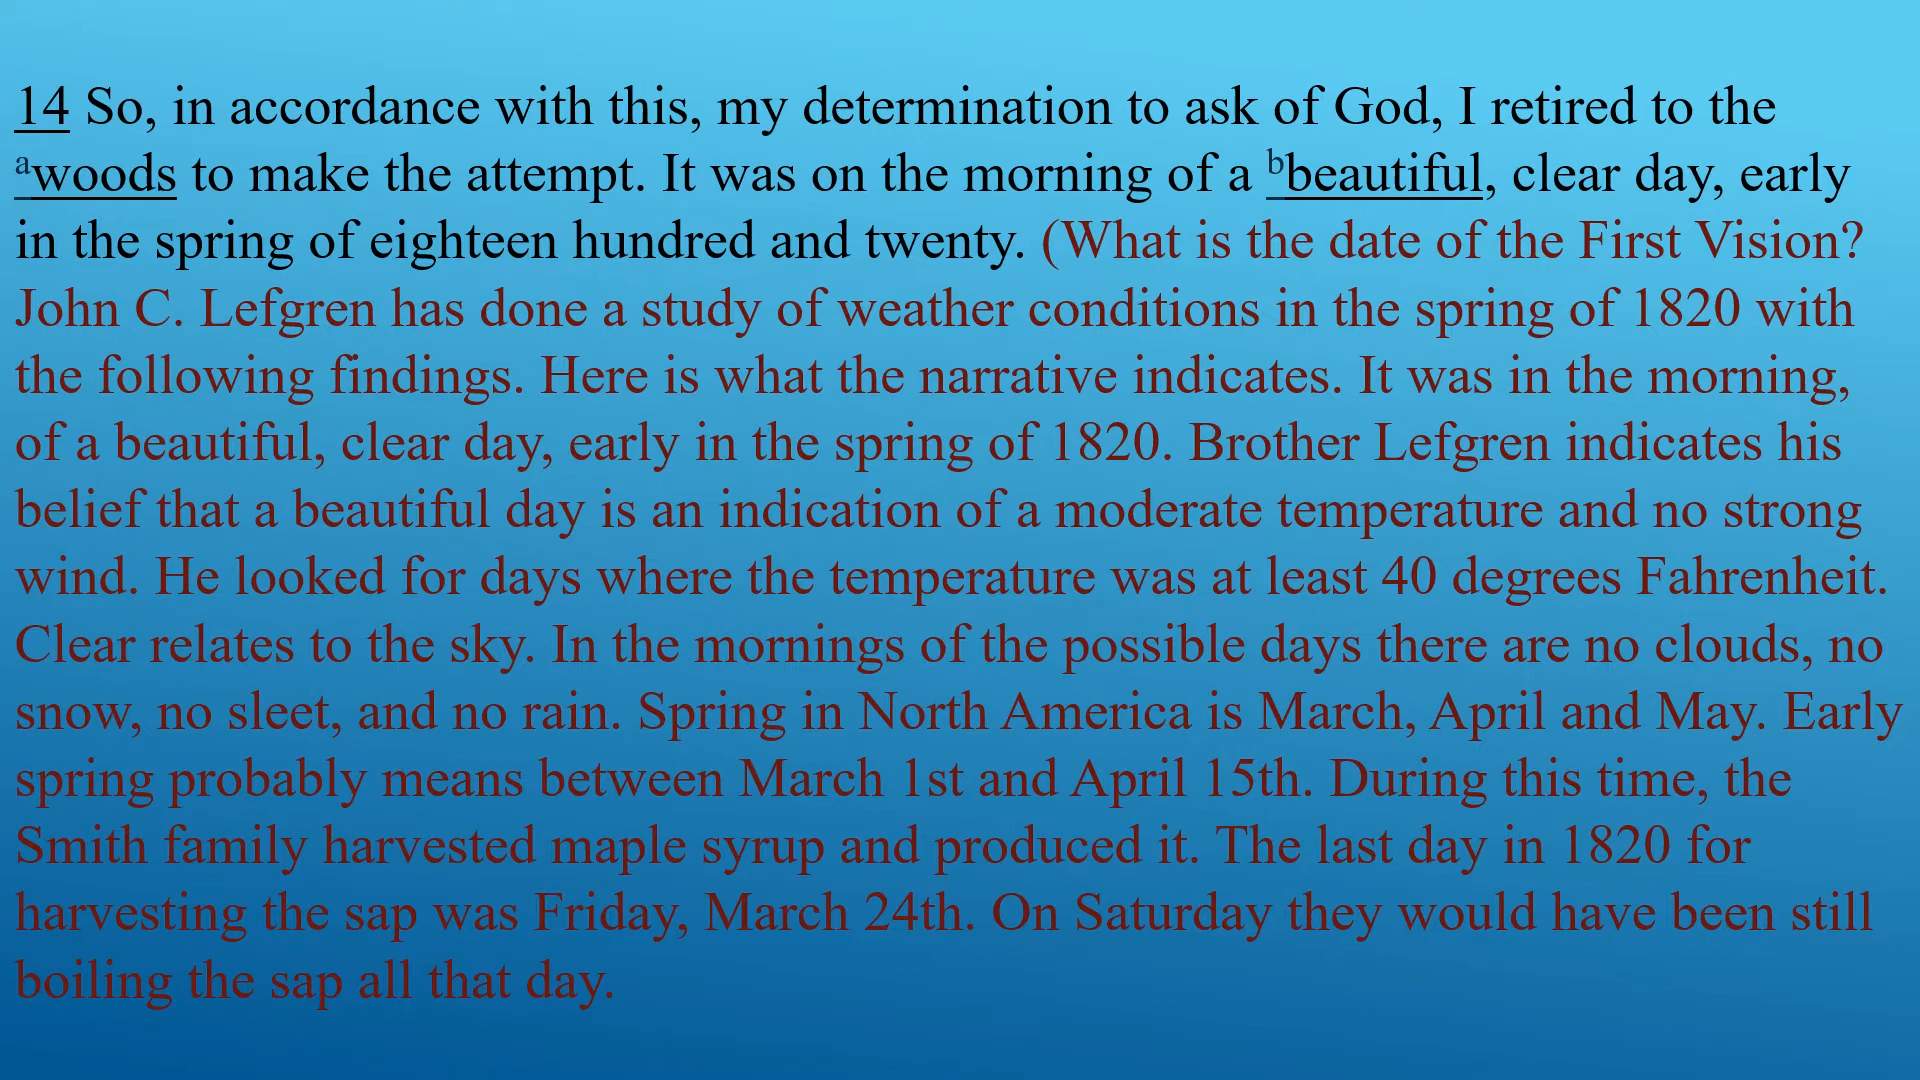 14 So, in accordance with this, my determination to ask of God, I retired to the
awoods to make the attempt. It was on the morning of a bbeautiful, clear day, early
in the spring of eighteen hundred and twenty. (What is the date of the First Vision?
John C. Lefgren has done a study of weather conditions in the spring of 1820 with
the following findings. Here is what the narrative indicates. It was in the morning,
of a beautiful, clear day, early in the spring of 1820. Brother Lefgren indicates his
belief that a beautiful day is an indication of a moderate temperature and no strong
wind. He looked for days where the temperature was at least 40 degrees Fahrenheit.
Clear relates to the sky. In the mornings of the possible days there are no clouds, no
snow, no sleet, and no rain. Spring in North America is March, April and May. Early
spring probably means between March 1st and April 15th. During this time, the
Smith family harvested maple syrup and produced it. The last day in 1820 for
harvesting the sap was Friday, March 24th. On Saturday they would have been still
boiling the sap all that day.